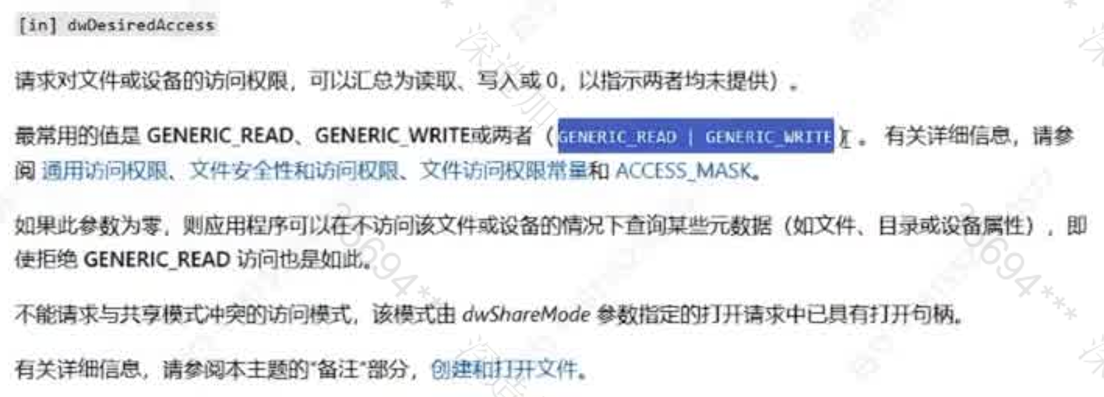 [in] dwDesiredAccess
请求对文件或设备的访问权限，可以汇总为读取、写入或 0，以指示两者均未提供）。
最常用的值是 GENERIC_READ、GENERIC_WRITE或两者（GENERIC_READ | GENERIC_WRITE）。有关详细信息，请参
阅 通用访问权限、文件安全性和访问权限、文件访问权限常量和 ACCESS_MASK。
如果此参数为零，则应用程序可以在不访问该文件或设备的情况下查询某些元数据（如文件、目录或设备属性），即
使拒绝 GENERIC_READ 访问也是如此。
不能请求与共享模式冲突的访问模式，该模式由 dwShareMode 参数指定的打开请求中已具有打开句柄。
有关详细信息，请参阅本主题的“备注”部分，创建和打开文件。